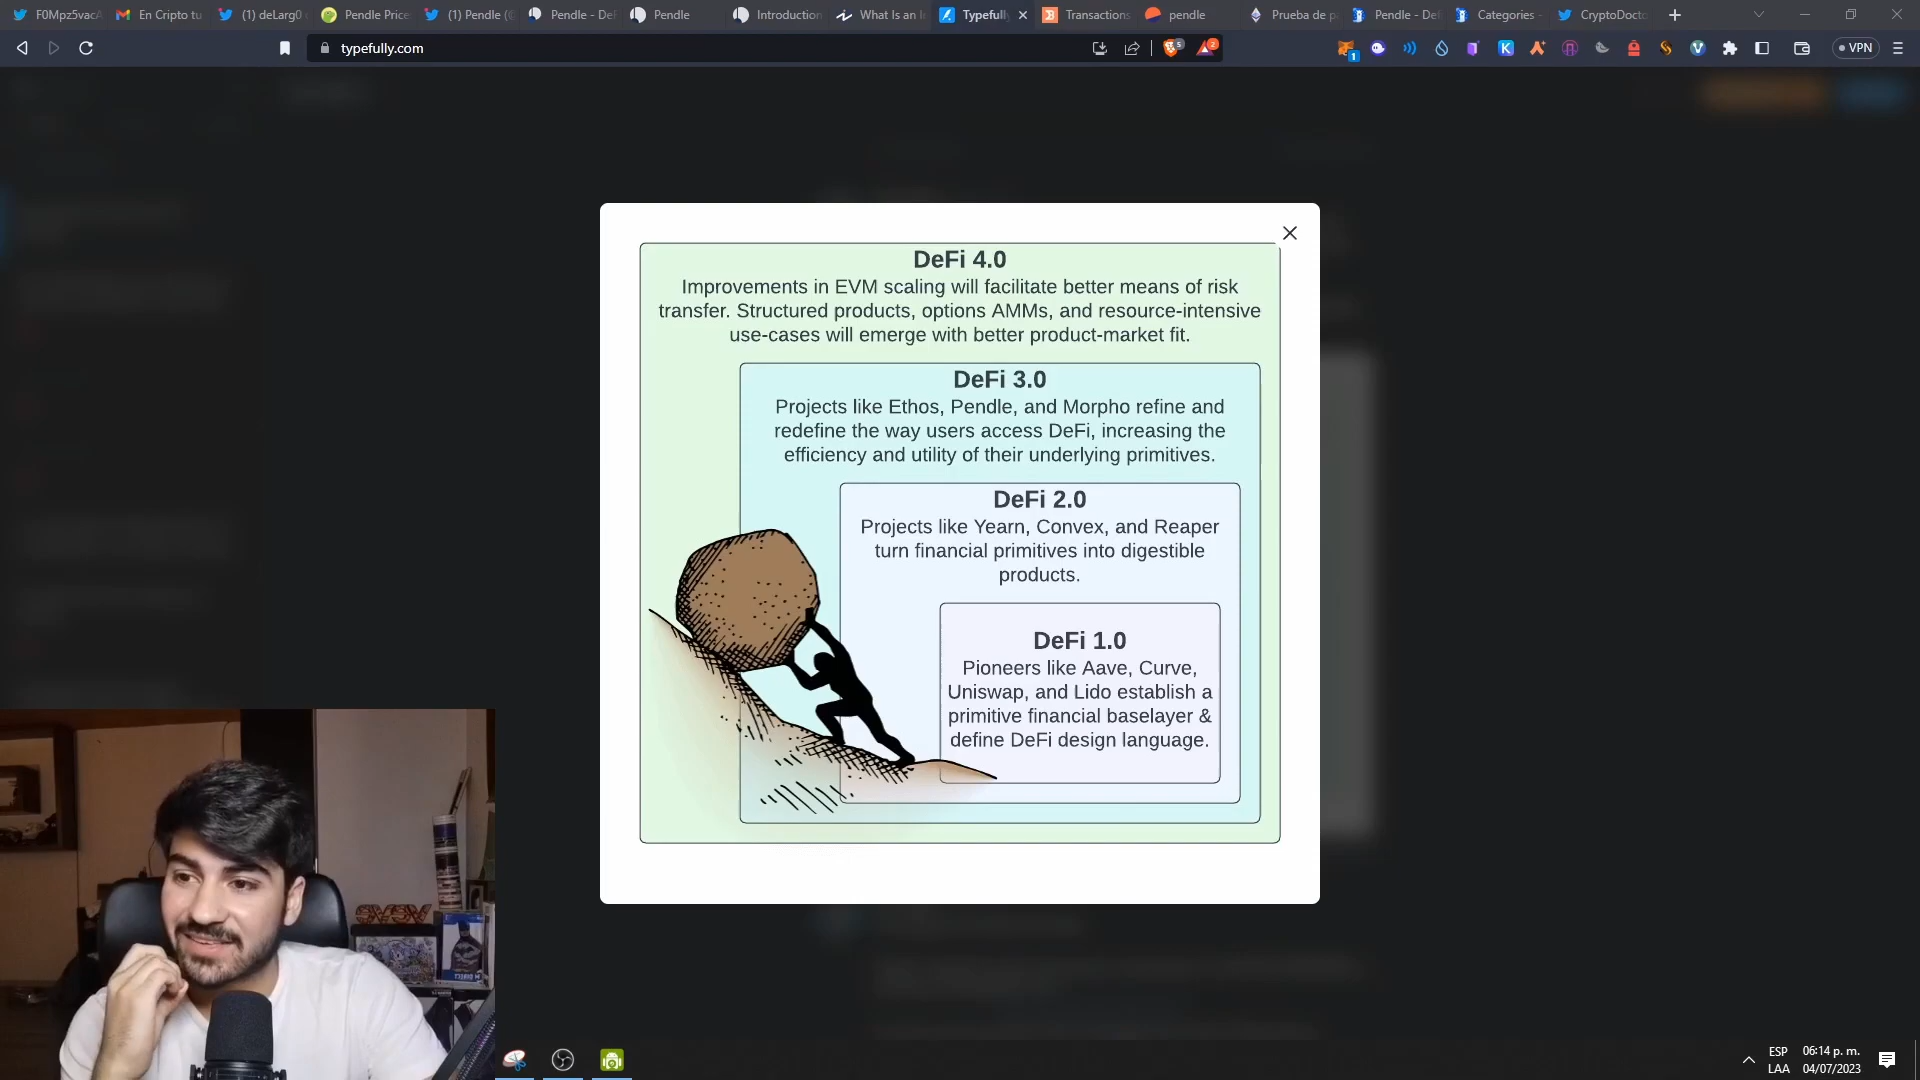 F0Mpz5vac
En Cripto tu
(1) deLarg0
Pendle Price
(1) Pendle (
Pendle - DeF
Pendle
Introduction
What Is an I
Typefully
Transactions
pendle
Prueba de p
Pendle - Def
Categories -
CryptoDocto
typefully.com
VPN
DeFi 4.0
Improvements in EVM scaling will facilitate better means of risk
transfer. Structured products, options AMMs, and resource-intensive
use-cases will emerge with better product-market fit.
DeFi 3.0
Projects like Ethos, Pendle, and Morpho refine and
redefine the way users access DeFi, increasing the
efficiency and utility of their underlying primitives.
DeFi 2.0
Projects like Yearn, Convex, and Reaper
turn financial primitives into digestible
products.
DeFi 1.0
Pioneers like Aave, Curve,
Uniswap, and Lido establish a
primitive financial baselayer &
define DeFi design language.
ESP
LAA
06:14 p. m.
04/07/2023